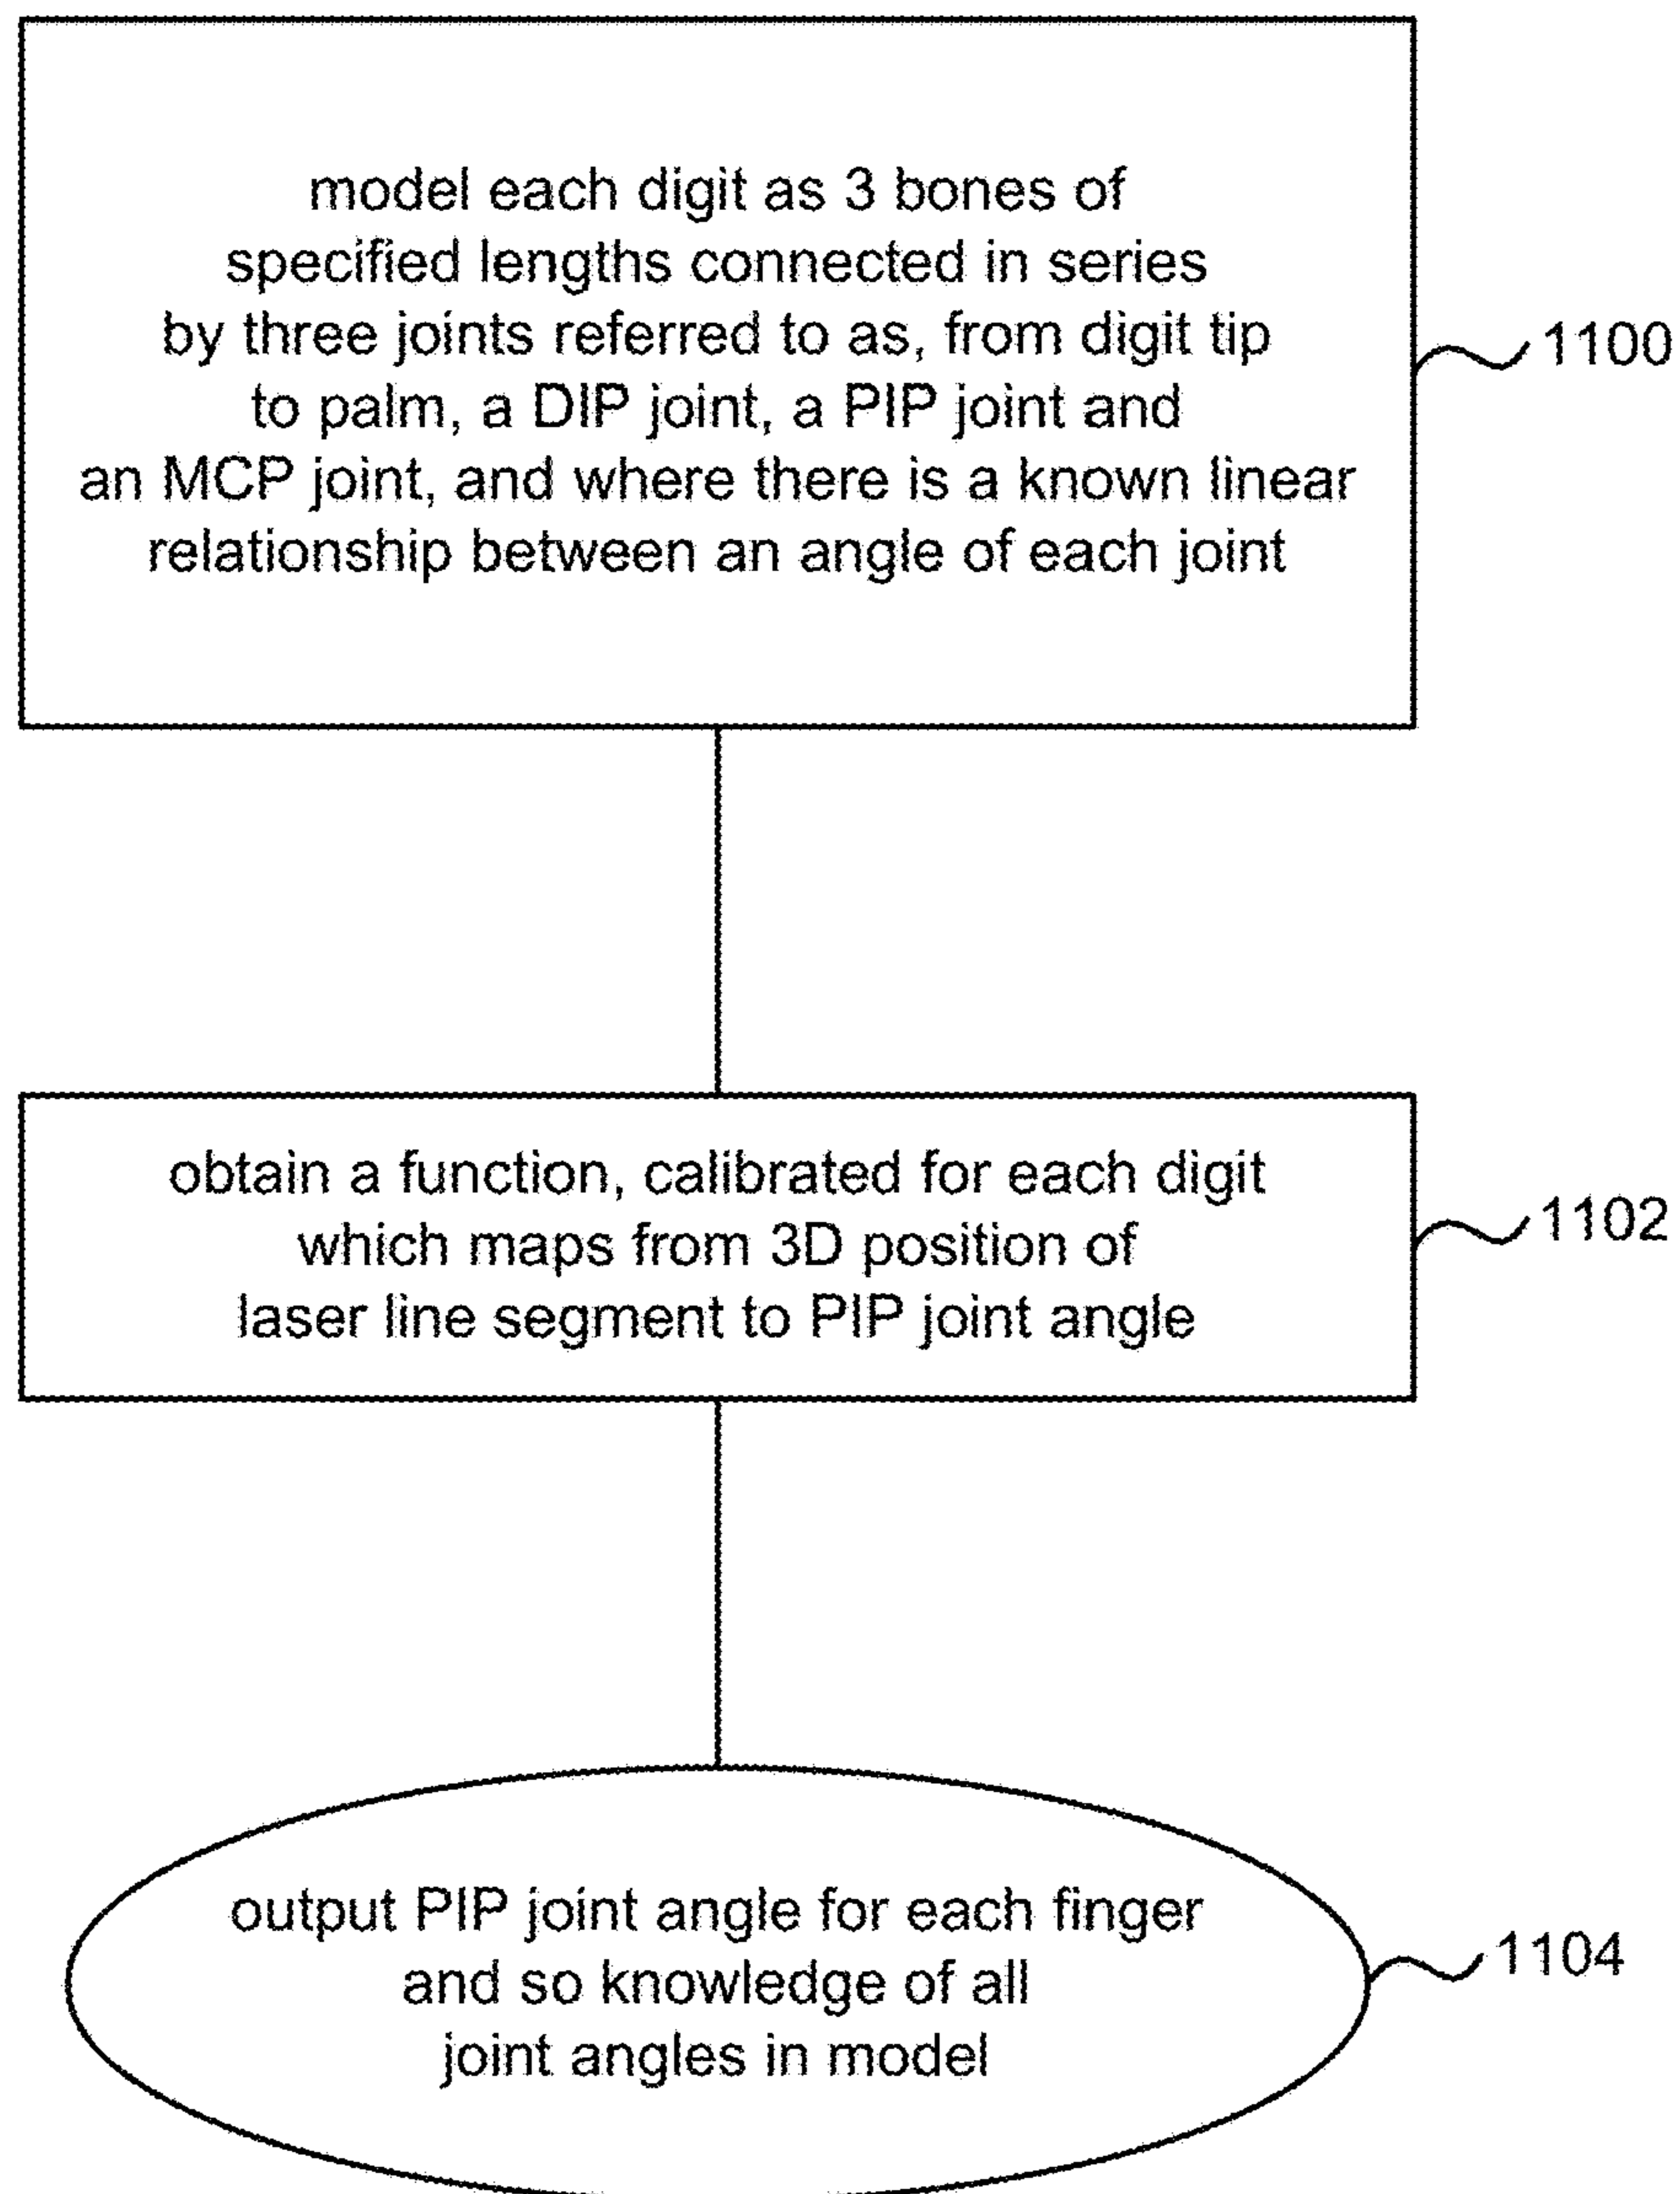 model each digit as 3 bones of
specified lengths connected in series
by three joints referred to as, from digit tip
to palm, a DIP joint, a PIP joint and
an MCP joint, and where there is a known linear
relationship between an angle of each joint
1100
obtain a function, calibrated for each digit
which maps from 3D position of
laser line segment to PIP joint angle
1102
output PIP joint angle for each finger
and so knowledge of all
joint angles in model
1104